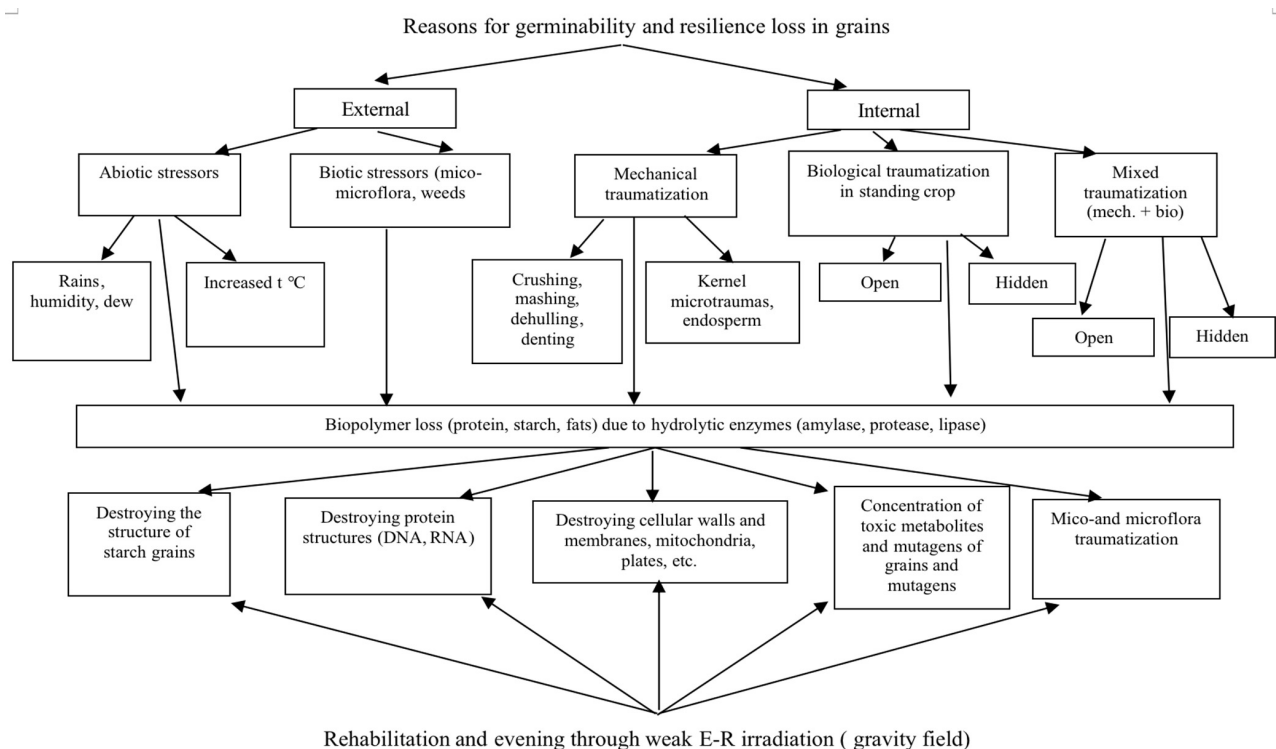 Reasons for germinability and resilience loss in grains
External
Internal
Abiotic stressors
Biotic stressors (mico-
microflora, weeds
Mechanical
traumatization
Biological traumatization
in standing crop
Mixed
traumatization
(mech. + bio)
Rains,
humidity, dew
Increased t °C
Crushing,
mashing,
dehulling,
denting
Kernel
microtraumas,
endosperm
Open
Hidden
Open
Hidden
Biopolymer loss (protein, starch, fats) due to hydrolytic enzymes (amylase, protease, lipase)
Destroying the
structure of
starch grains
Destroying protein
structures (DNA, RNA)
Destroying cellular walls and
membranes, mitochondria,
plates, etc.
Concentration of
toxic metabolites
and mutagens of
grains and
mutagens
Mico-and microflora
traumatization
Rehabilitation and evening through weak E-R irradiation ( gravity field)